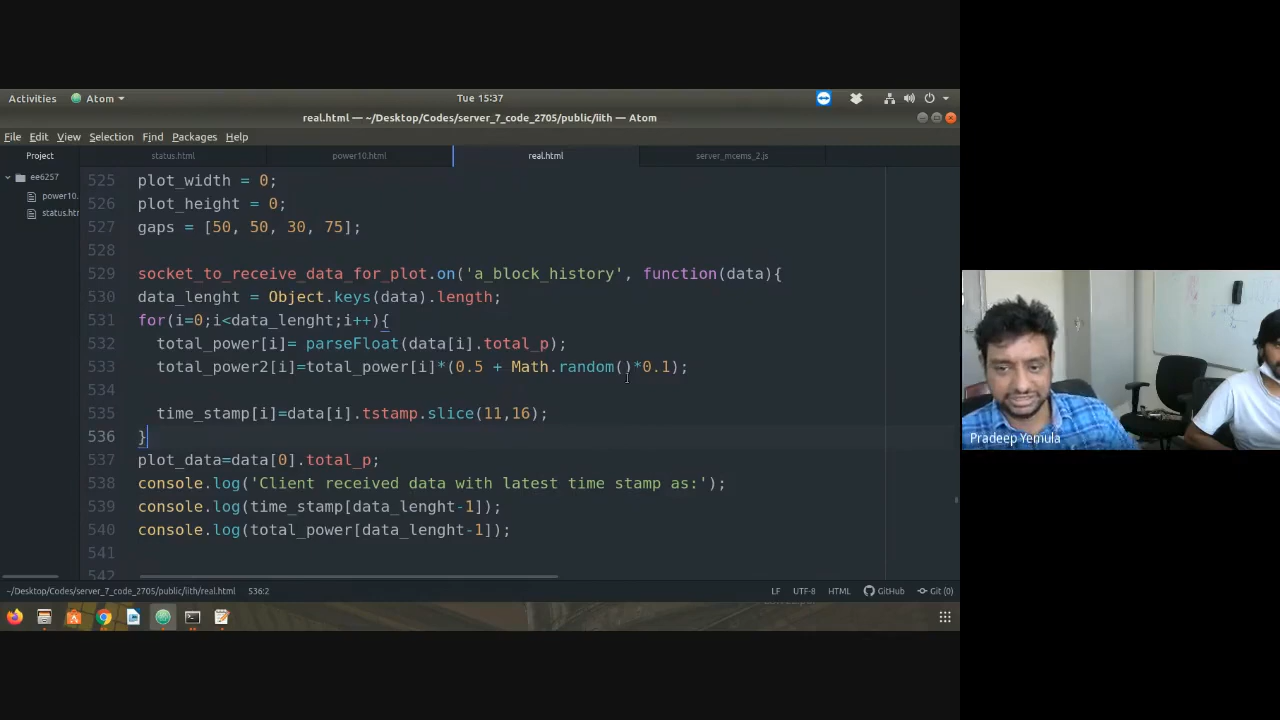 Activities Atom Tue 15:37
real.html — ~/Desktop/Codes/server_7_code_2705/public/iith — Atom
File Edit View Selection Find Packages Help
Project status.html power10.html real.html server_mcems_2.js
ee6257
power10.
status.htr
525 plot_width = 0;
526 plot_height = 0;
527 gaps = [50, 50, 30, 75];
528
529 socket_to_receive_data_for_plot.on('a_block_history', function(data){
530 data_lenght = Object.keys(data).length;
531 for(i=0;i<data_lenght;i++){
532 total_power[i]= parseFloat(data[i].total_p);
533 total_power2[i]=total_power[i]*(0.5 + Math.random()*0.1);
534
535 time_stamp[i]=data[i].tstamp.slice(11,16);
536 }
537 plot_data=data[0].total_p;
538 console.log('Client received data with latest time stamp as:');
539 console.log(time_stamp[data_lenght-1]);
540 console.log(total_power[data_lenght-1]);
541
542
~/Desktop/Codes/server_7_code_2705/public/iith/real.html 536:2 LF UTF-8 HTML GitHub Git (0)
Pradeep Yemula